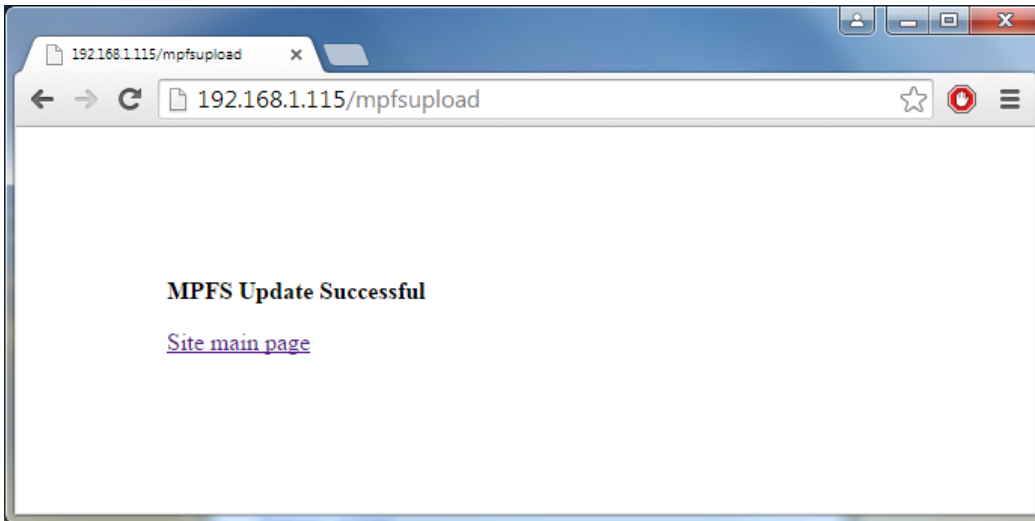 192.168.1.115/mpfsupload
192.168.1.115/mpfsupload
MPFS Update Successful
Site main page